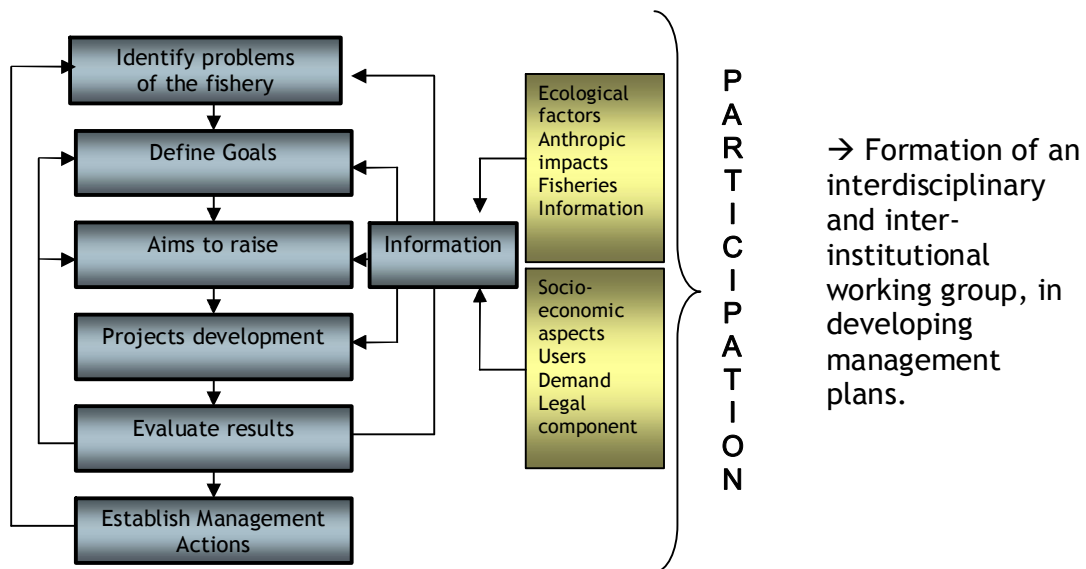 Identify problems
of the fishery
Define Goals
Aims to raise
Projects development
Evaluate results
Establish Management
Actions
Information
Ecological
factors
Anthropic
impacts
Fisheries
Information
Socio-
economic
aspects
Users
Demand
Legal
component
P
A
R
T
I
C
I
P
A
T
I
O
N
→ Formation of an
interdisciplinary
and inter-
institutional
working group, in
developing
management
plans.